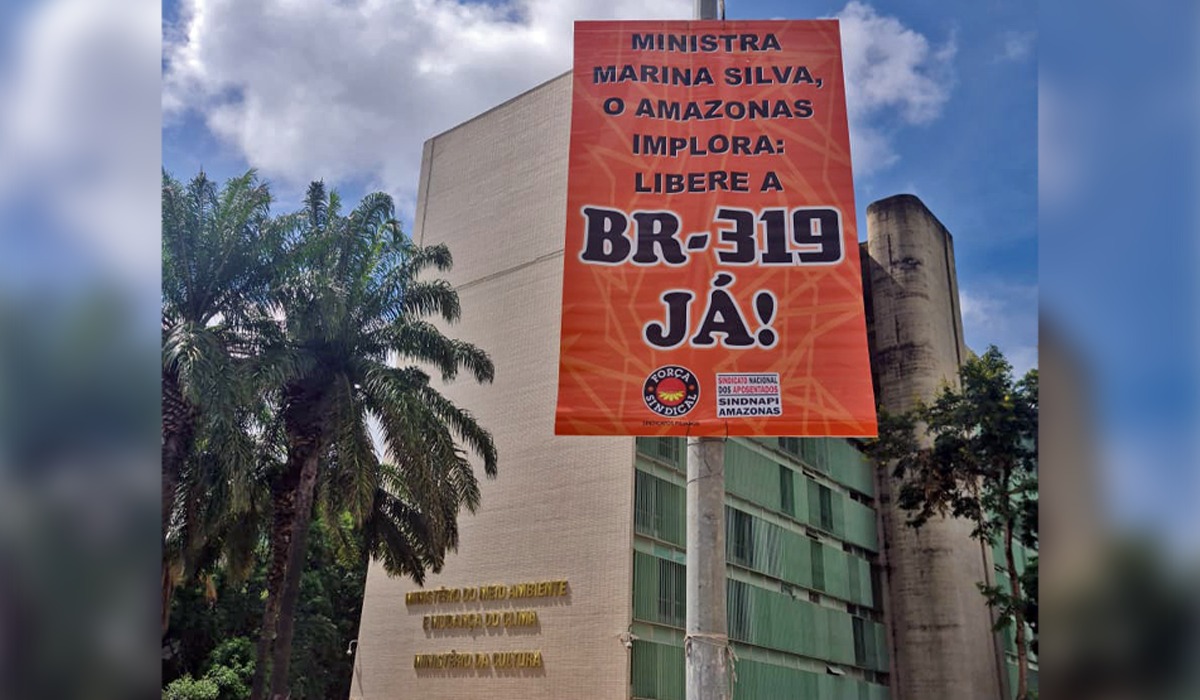 MINISTRA
MARINA SILVA,
O AMAZONAS
IMPLORA:
LIBERE A
BR-319
JÁ!
FORÇA
SINDICAL
SINDICATO NACIONAL
DOS APOSENTADOS
SINDNAPI
AMAZONAS
MINISTÉRIO DO MEIO AMBIENTE
E MUDANÇA DO CLIMA
MINISTÉRIO DA CULTURA